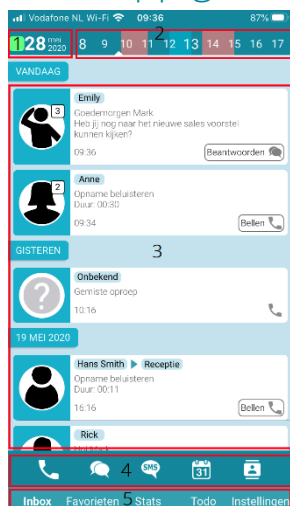 Vodafone NL Wi-Fi 09:36 87%
1 28 mei 2020 8 9 10 11 2 12 13 14 15 16 17
VANDAAG
Emily
3
Goedemorgen Mark
Heb jij nog naar het nieuwe sales voorstel
kunnen kijken?
09:36 Beantwoorden
Anne
2
Opname beluisteren
Duur: 00:30
09:34 Bellen
GISTEREN
3
Onbekend
Gemiste oproep
10:16
19 MEI 2020
Hans Smith Receptie
Opname beluisteren
Duur: 00:11
16:16 Bellen
Rick
4 SMS 31
Inbox Favorieten 5 Stats Todo Instellingen